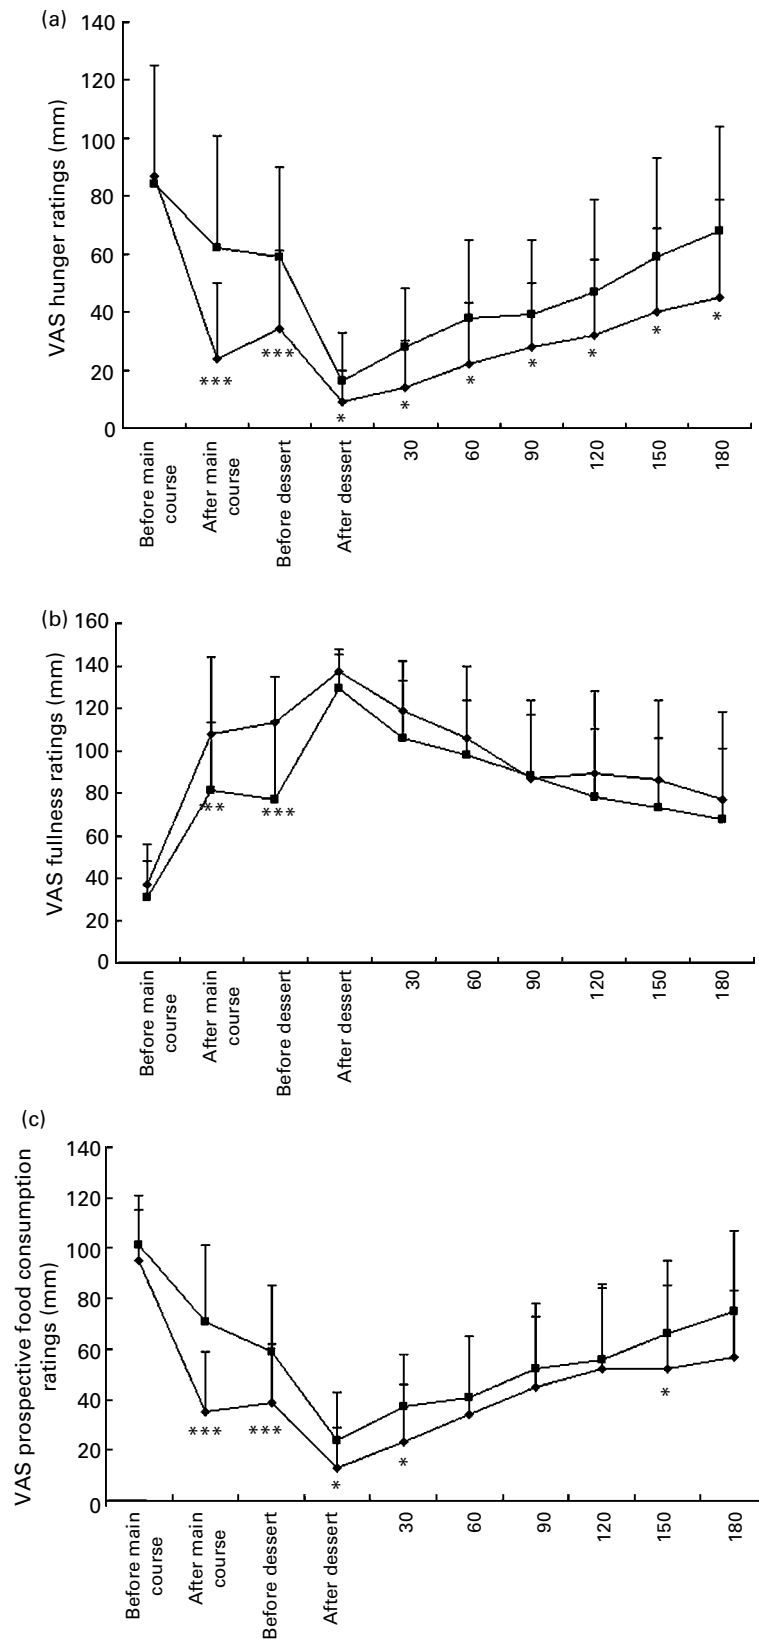 (a)
VAS hunger ratings (mm)
140
120
100
80
60
40
20
0
***
***
*
*
*
*
*
*
*
Before main
course
After main
course
Before dessert
After dessert
30
60
90
120
150
180
(b)
VAS fullness ratings (mm)
160
140
120
100
80
60
40
20
0
***
***
Before main
course
After main
course
Before dessert
After dessert
30
60
90
120
150
180
(c)
VAS prospective food consumption
ratings (mm)
140
120
100
80
60
40
20
0
***
***
*
*
*
Before main
course
After main
course
Before dessert
After dessert
30
60
90
120
150
180